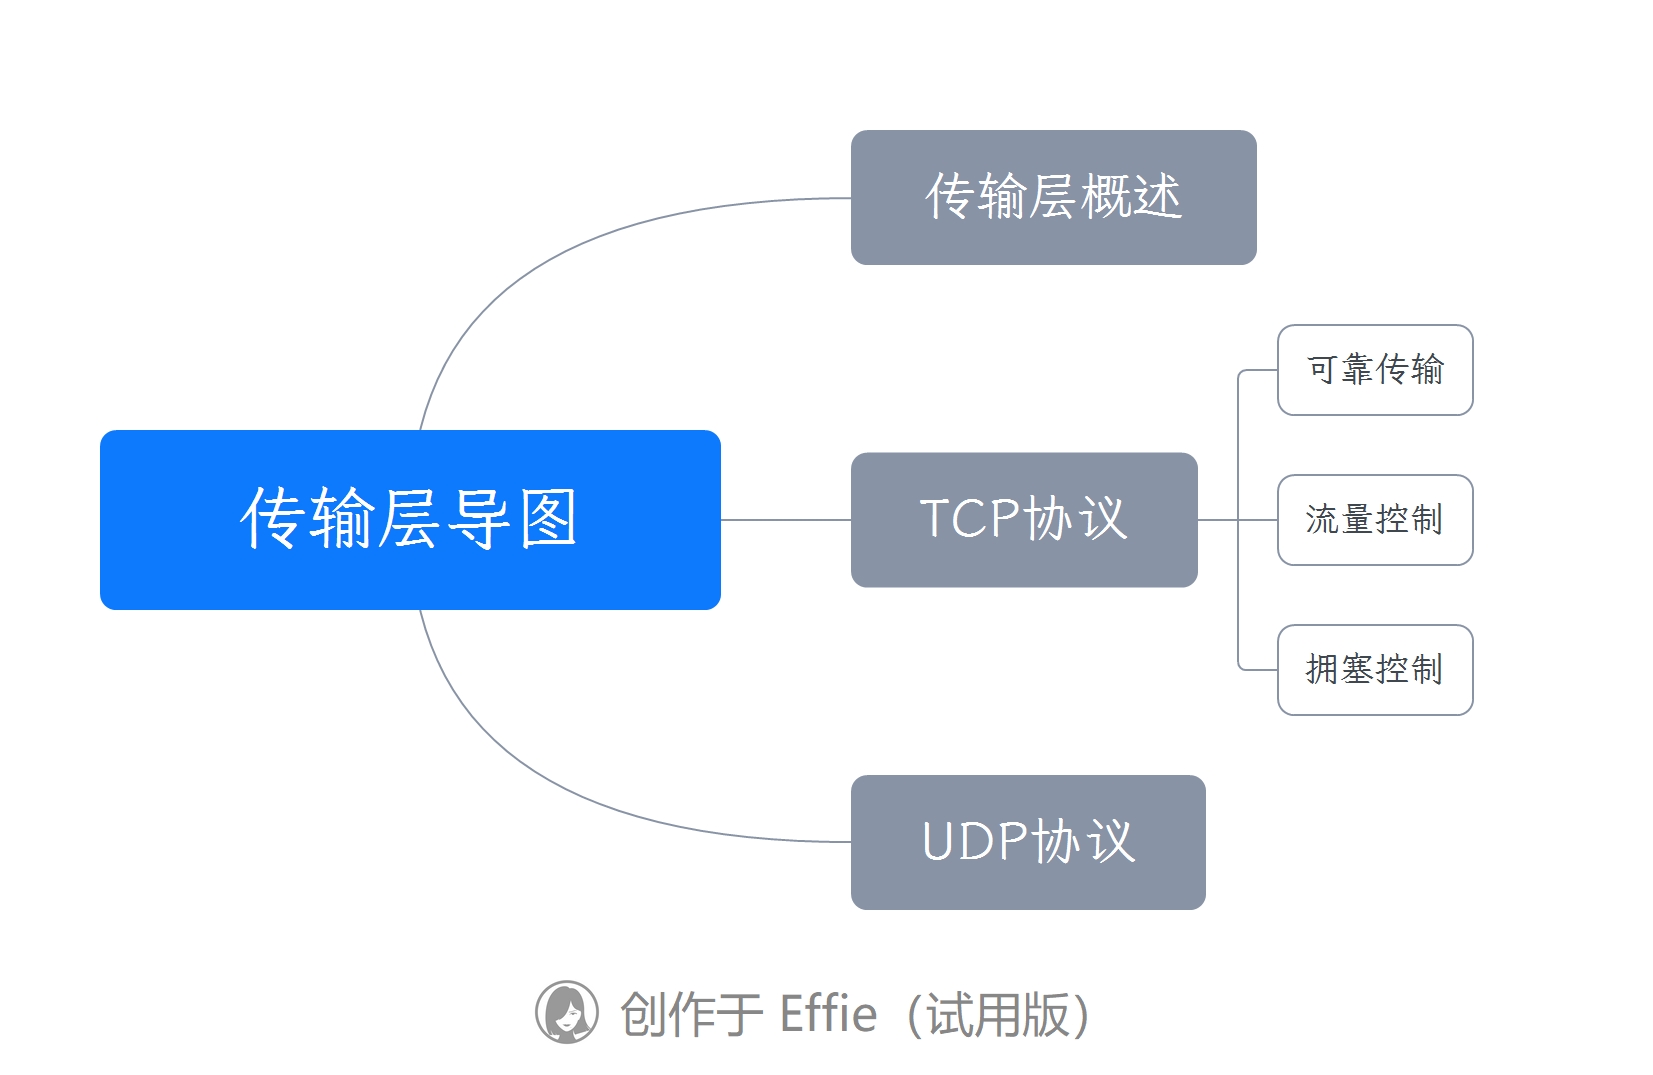 传输层概述
可靠传输
传输层导图
TCP协议
流量控制
拥塞控制
UDP协议
创作于 Effie（试用版）